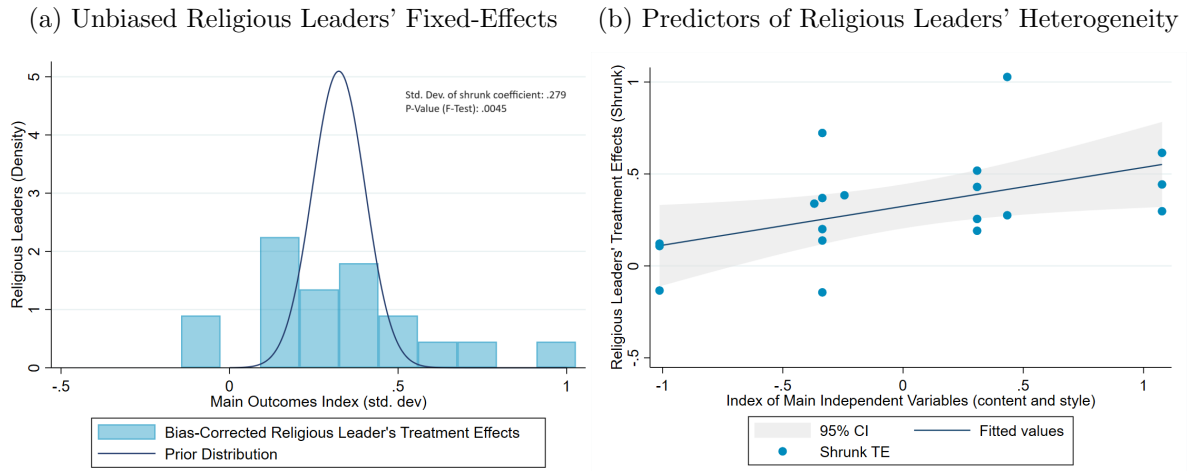 (a) Unbiased Religious Leaders' Fixed-Effects
Religious Leaders (Density)
5
4
3
2
1
0
Std. Dev. of shrunk coefficient: .279
P-Value (F-Test): .0045
-.5
0
.5
1
Main Outcomes Index (std. dev)
Bias-Corrected Religious Leader's Treatment Effects
Prior Distribution
(b) Predictors of Religious Leaders' Heterogeneity
Religious Leaders' Treatment Effects (Shrunk)
1
.5
0
-.5
-1
-.5
0
.5
1
Index of Main Independent Variables (content and style)
95% CI
Fitted values
Shrunk TE